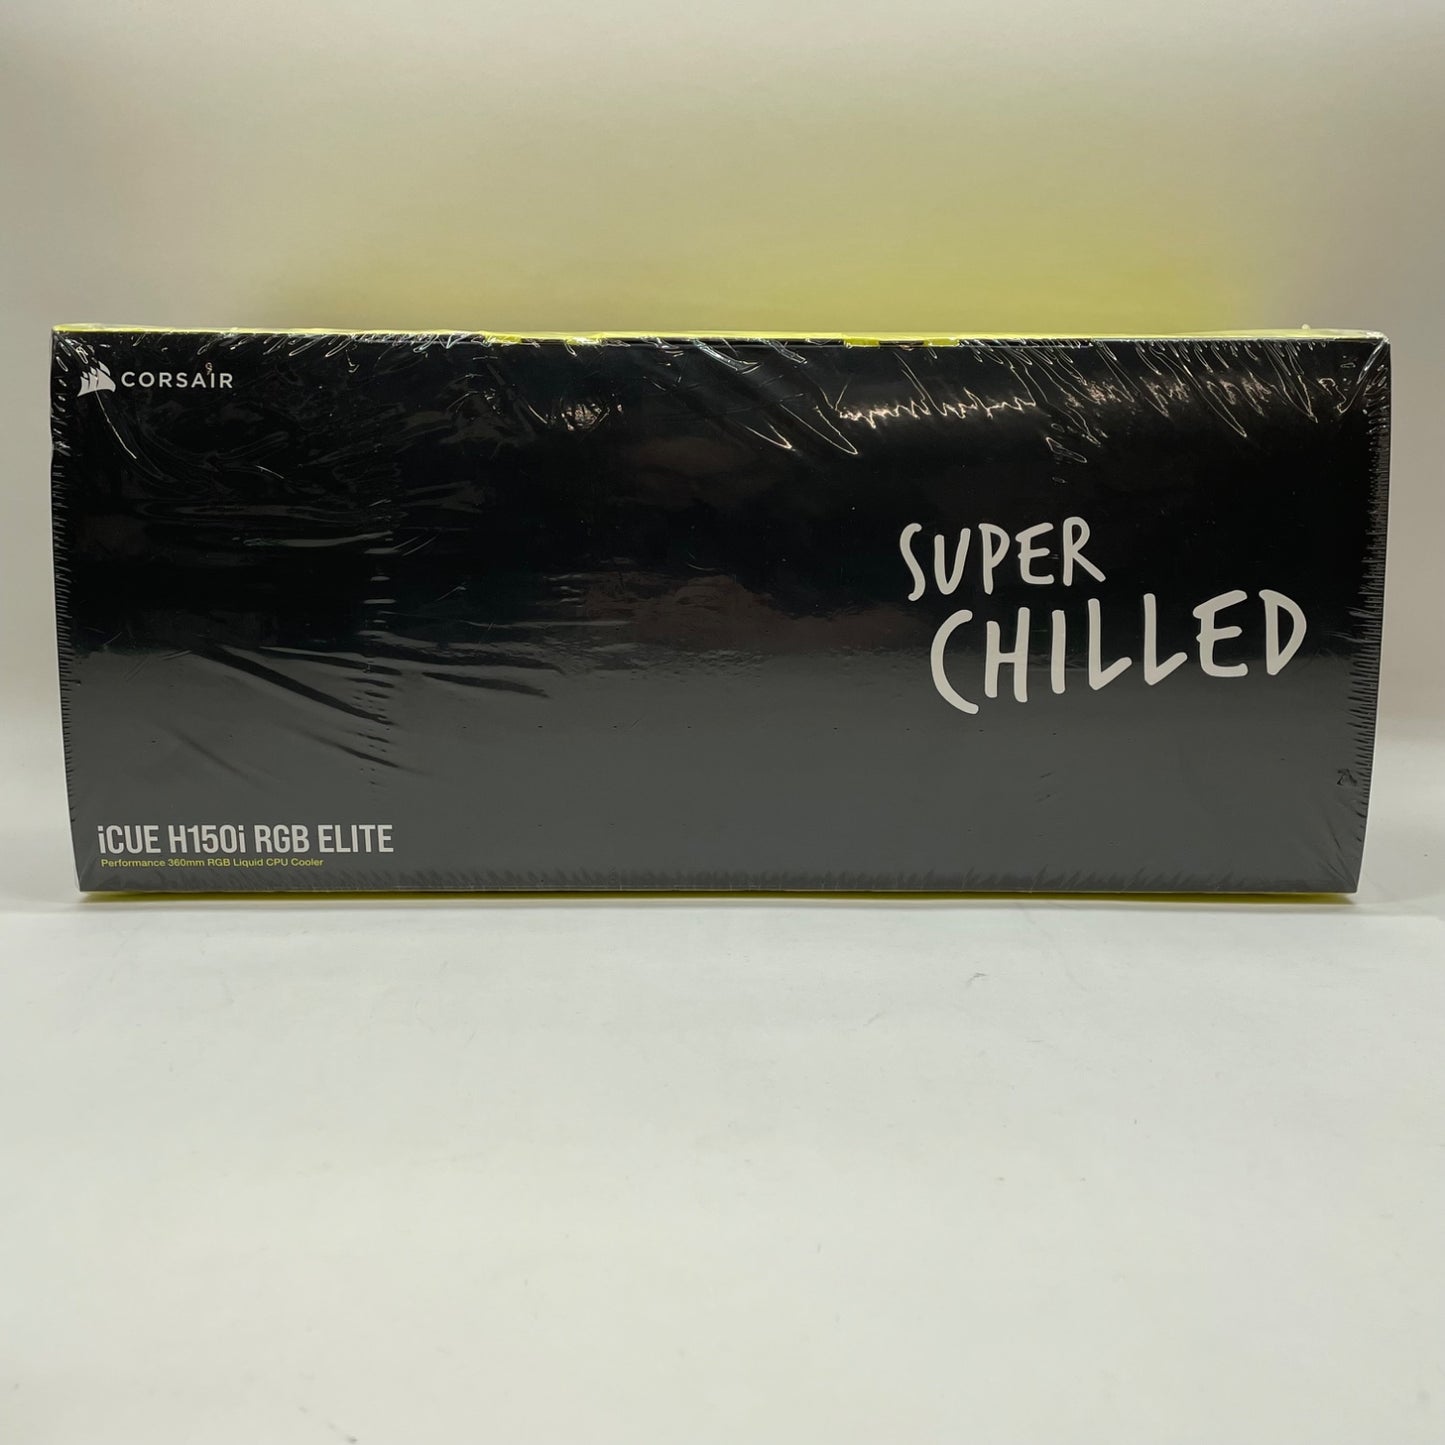 CORSAIR
SUPER
CHILLED
iCUE H150i RGB ELITE
Performance 360mm RGB Liquid CPU Cooler